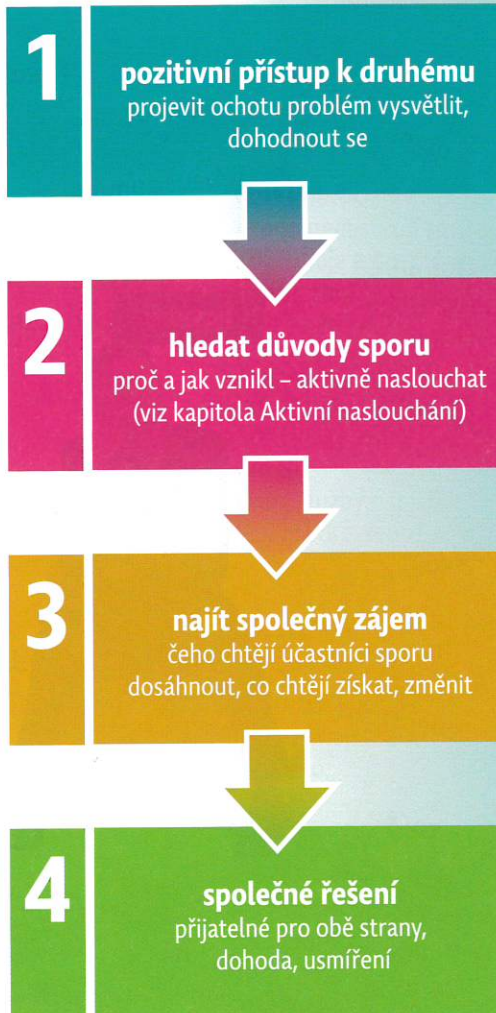 1
pozitivní přístup k druhému
projevit ochotu problém vysvětlit,
dohodnout se
2
hledat důvody sporu
proč a jak vznikl – aktivně naslouchat
(viz kapitola Aktivní naslouchání)
3
najít společný zájem
čeho chtějí účastníci sporu
dosáhnout, co chtějí získat, změnit
4
společné řešení
přijatelné pro obě strany,
dohoda, usmíření